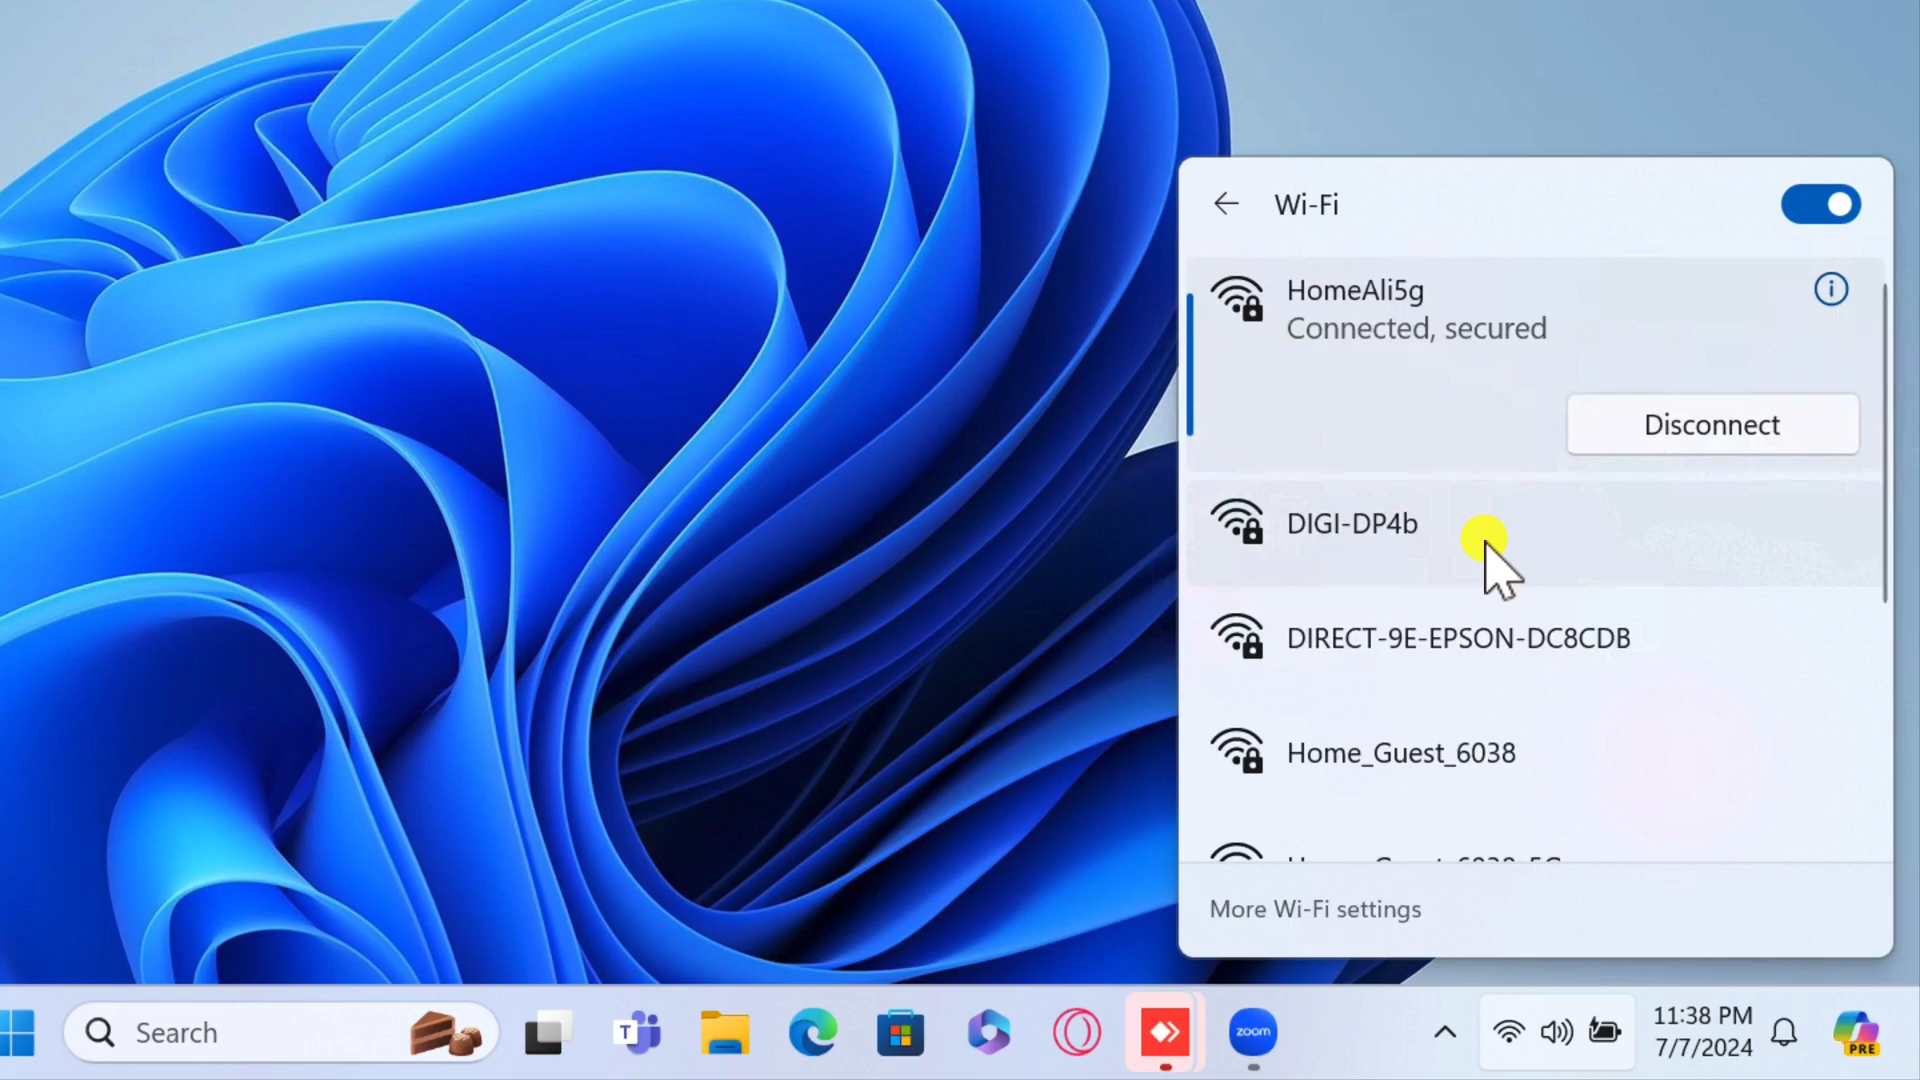 Wi-Fi
HomeAli5g
Connected, secured
Disconnect
DIGI-DP4b
DIRECT-9E-EPSON-DC8CDB
Home_Guest_6038
More Wi-Fi settings
Search
T
zoom
11:38 PM
7/7/2024
PRE